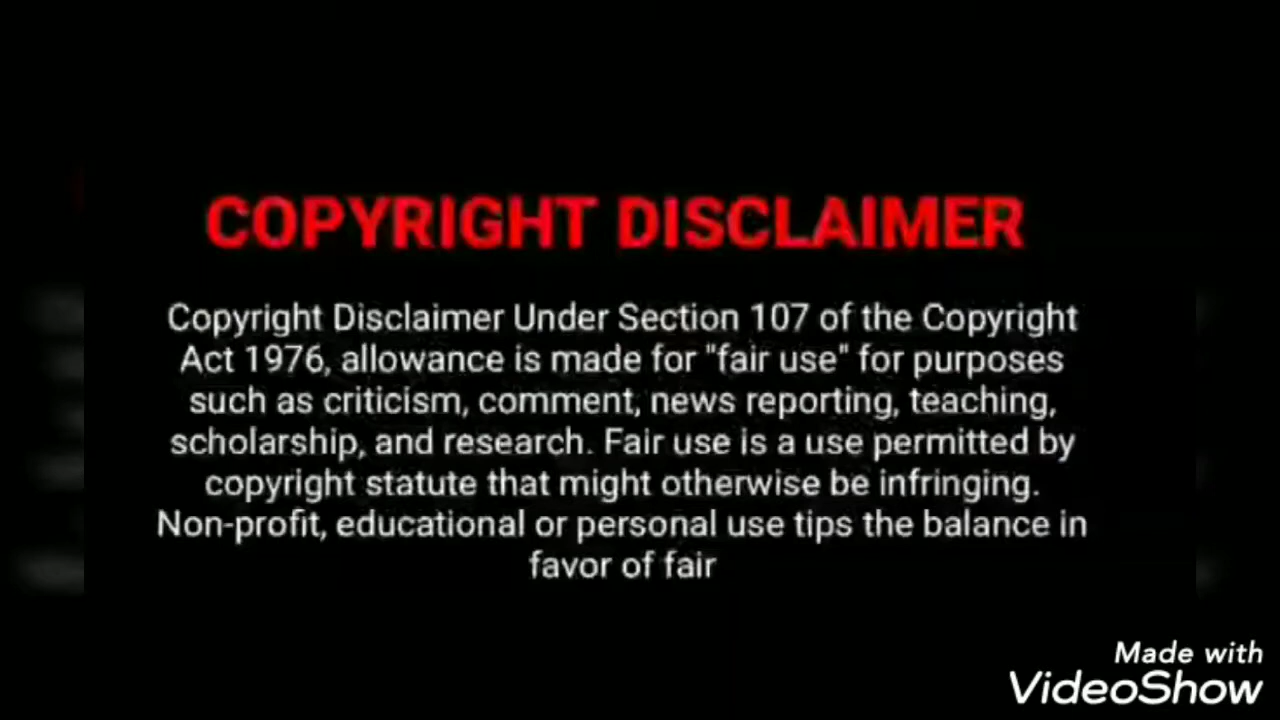 COPYRIGHT DISCLAIMER
Copyright Disclaimer Under Section 107 of the Copyright
Act 1976, allowance is made for "fair use" for purposes
such as criticism, comment, news reporting, teaching,
scholarship, and research. Fair use is a use permitted by
copyright statute that might otherwise be infringing.
Non-profit, educational or personal use tips the balance in
favor of fair
Made with
VideoShow